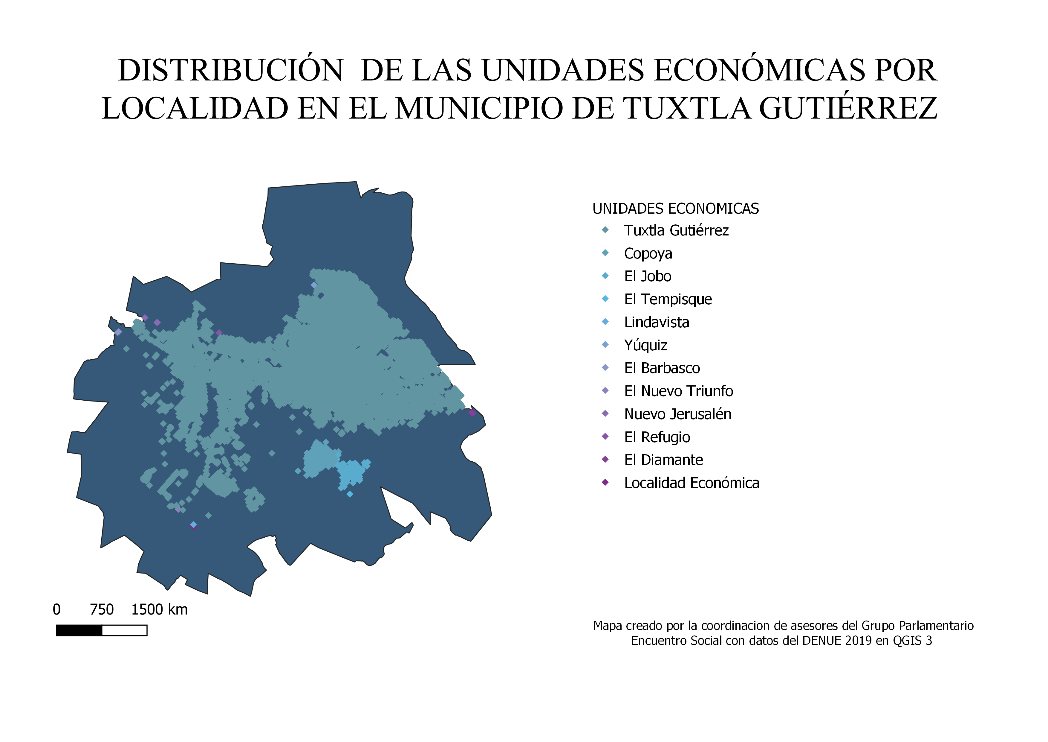 DISTRIBUCIÓN DE LAS UNIDADES ECONÓMICAS POR
LOCALIDAD EN EL MUNICIPIO DE TUXTLA GUTIÉRREZ
UNIDADES ECONOMICAS
Tuxtla Gutiérrez
Copoya
El Jobo
El Tempisque
Lindavista
Yúquiz
El Barbasco
El Nuevo Triunfo
Nuevo Jerusalén
El Refugio
El Diamante
Localidad Económica
0 750 1500 km
Mapa creado por la coordinacion de asesores del Grupo Parlamentario
Encuentro Social con datos del DENUE 2019 en QGIS 3